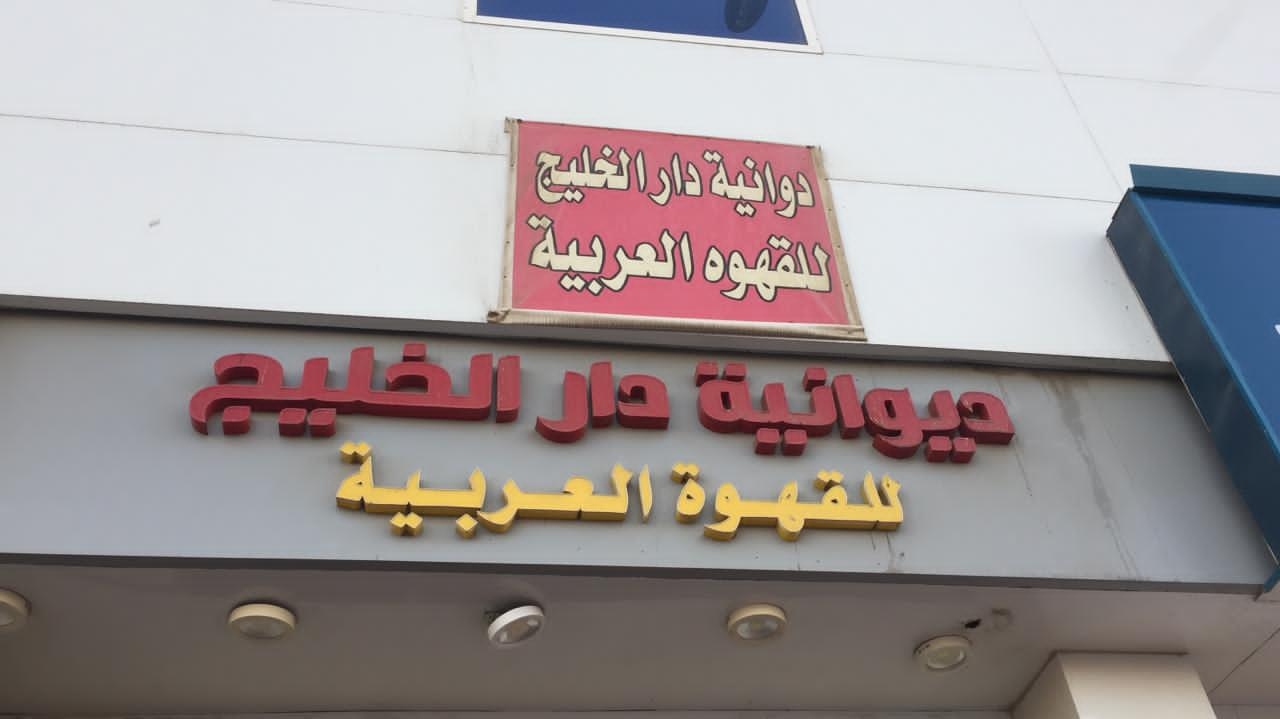 دوانية دار الخليج
للقهوه العربية
ديوانية دار الخليج
للقهوة العربية